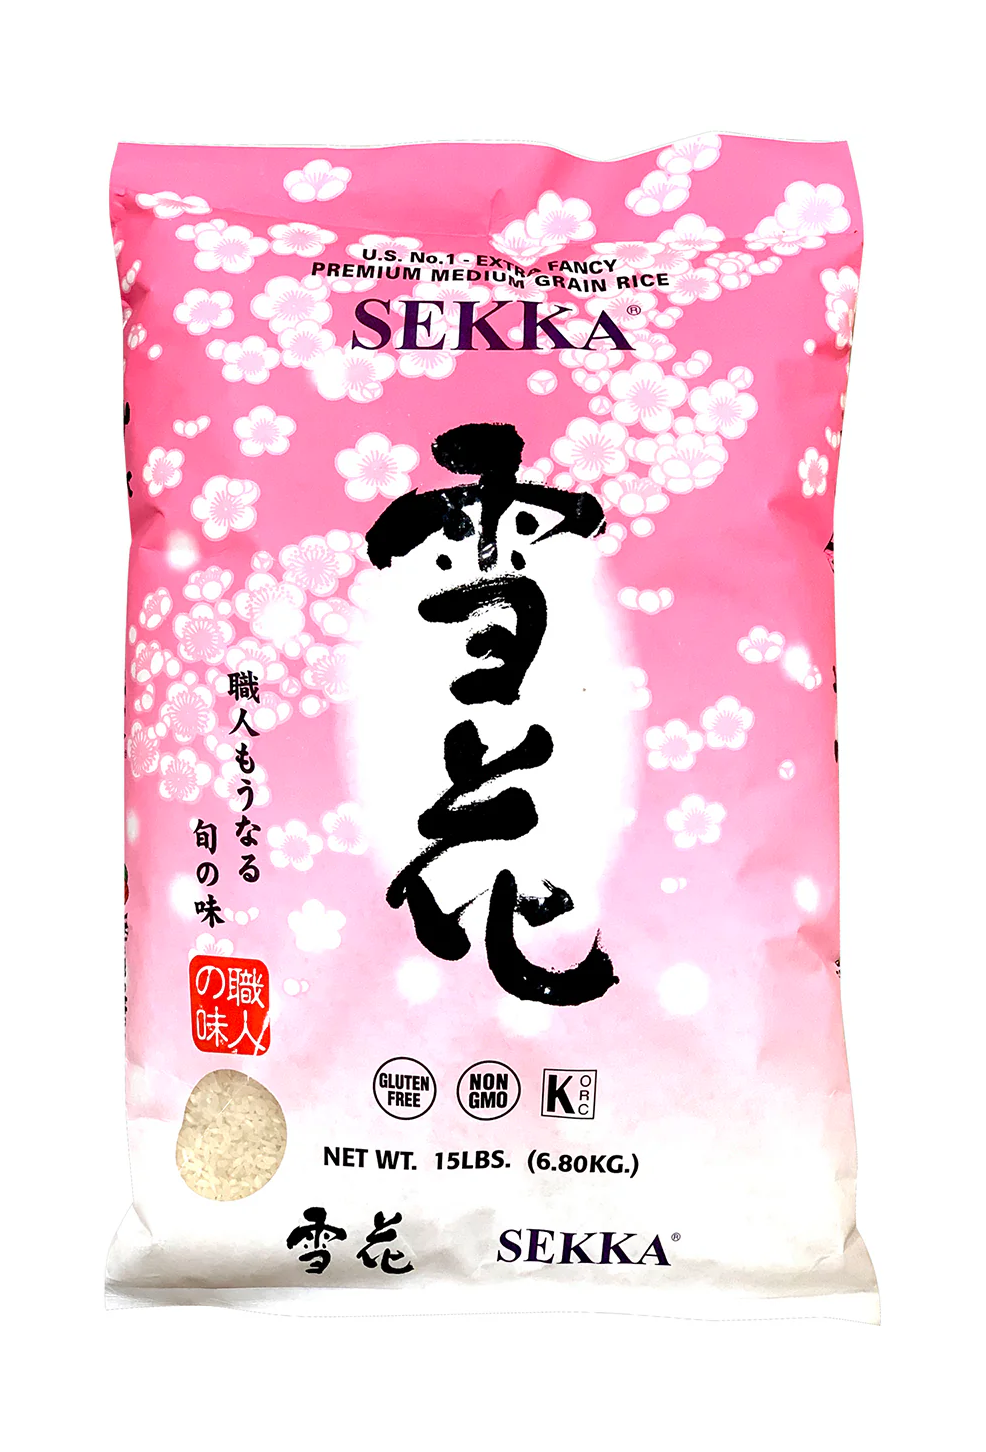 U.S. No.1 - EXTRA FANCY
PREMIUM MEDIUM GRAIN RICE
SEKKA®
雪花
職人もうなる
旬の味
職人
の味
GLUTEN
FREE
NON
GMO
K ORC
NET WT. 15LBS. (6.80KG.)
雪花 SEKKA®